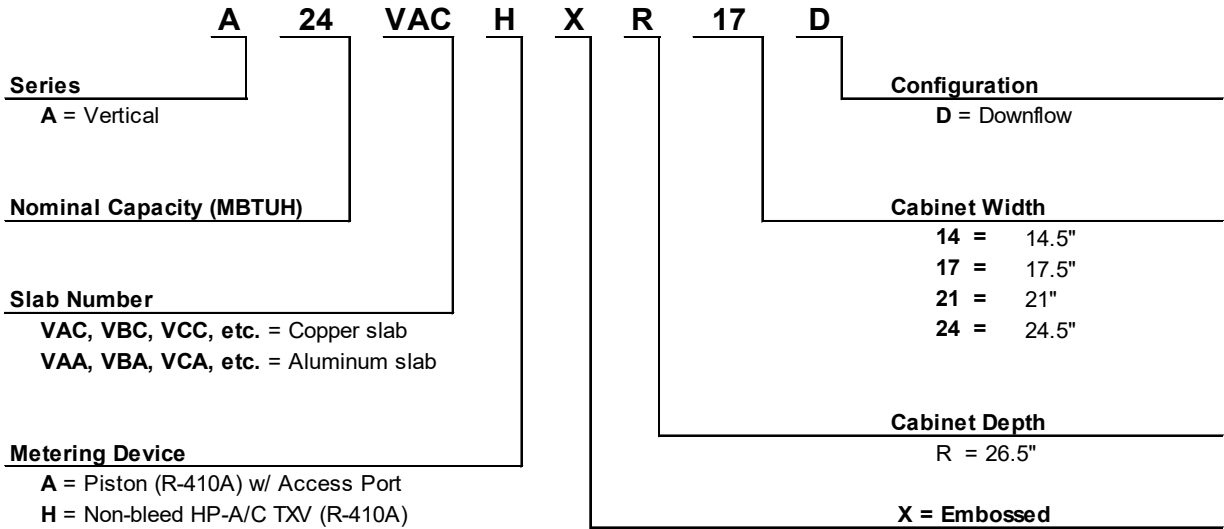 A 24 VAC H X R 17 D
Series
A = Vertical
Nominal Capacity (MBTUH)
Slab Number
VAC, VBC, VCC, etc. = Copper slab
VAA, VBA, VCA, etc. = Aluminum slab
Metering Device
A = Piston (R-410A) w/ Access Port
H = Non-bleed HP-A/C TXV (R-410A)
Configuration
D = Downflow
Cabinet Width
14 = 14.5"
17 = 17.5"
21 = 21"
24 = 24.5"
Cabinet Depth
R = 26.5"
X = Embossed